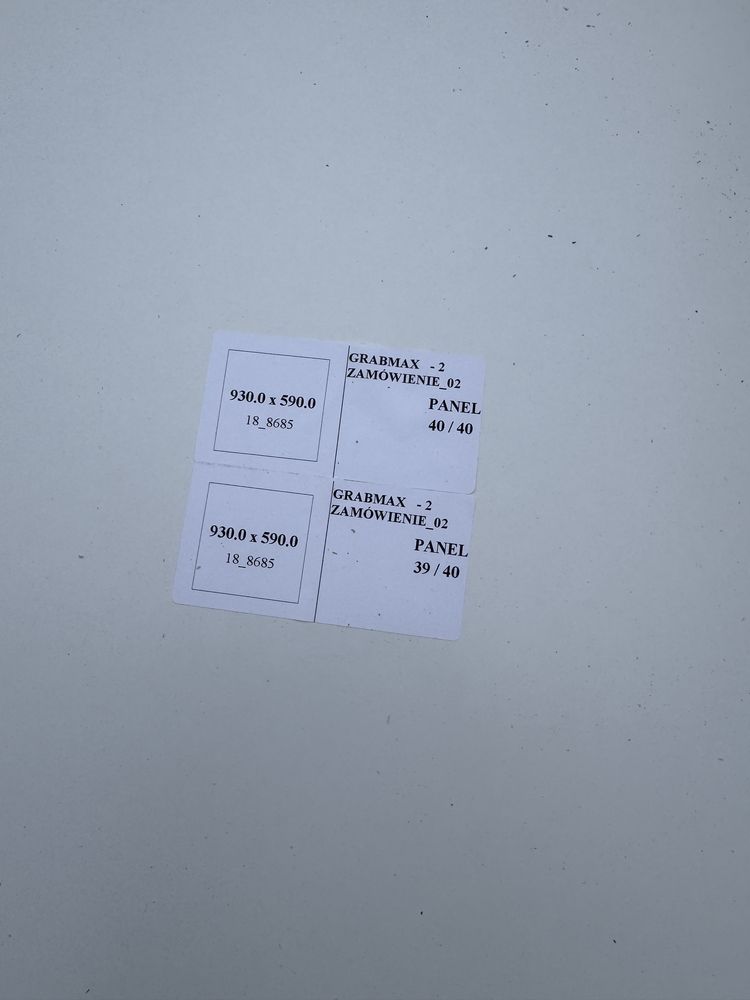 930.0 x 590.0
18_8685
GRABMAX - 2
ZAMÓWIENIE_02
PANEL
40 / 40
930.0 x 590.0
18_8685
GRABMAX - 2
ZAMÓWIENIE_02
PANEL
39 / 40